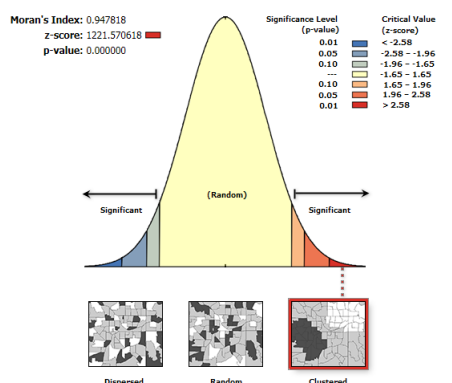 Moran's Index: 0.947818
z-score: 1221.570618
p-value: 0.000000
Significance Level (p-value)
Critical Value (z-score)
0.01 < -2.58
0.05 -2.58 - -1.96
0.10 -1.96 - -1.65
--- -1.65 - 1.65
0.10 1.65 - 1.96
0.05 1.96 - 2.58
0.01 > 2.58
(Random)
Significant Significant
Dispersed Random Clustered